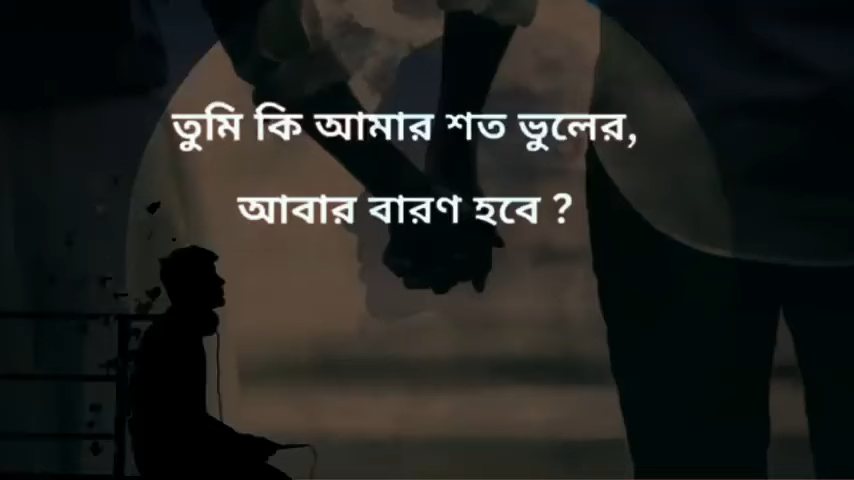 তুমি কি আমার শত ভুলের,
আবার বারণ হবে ?